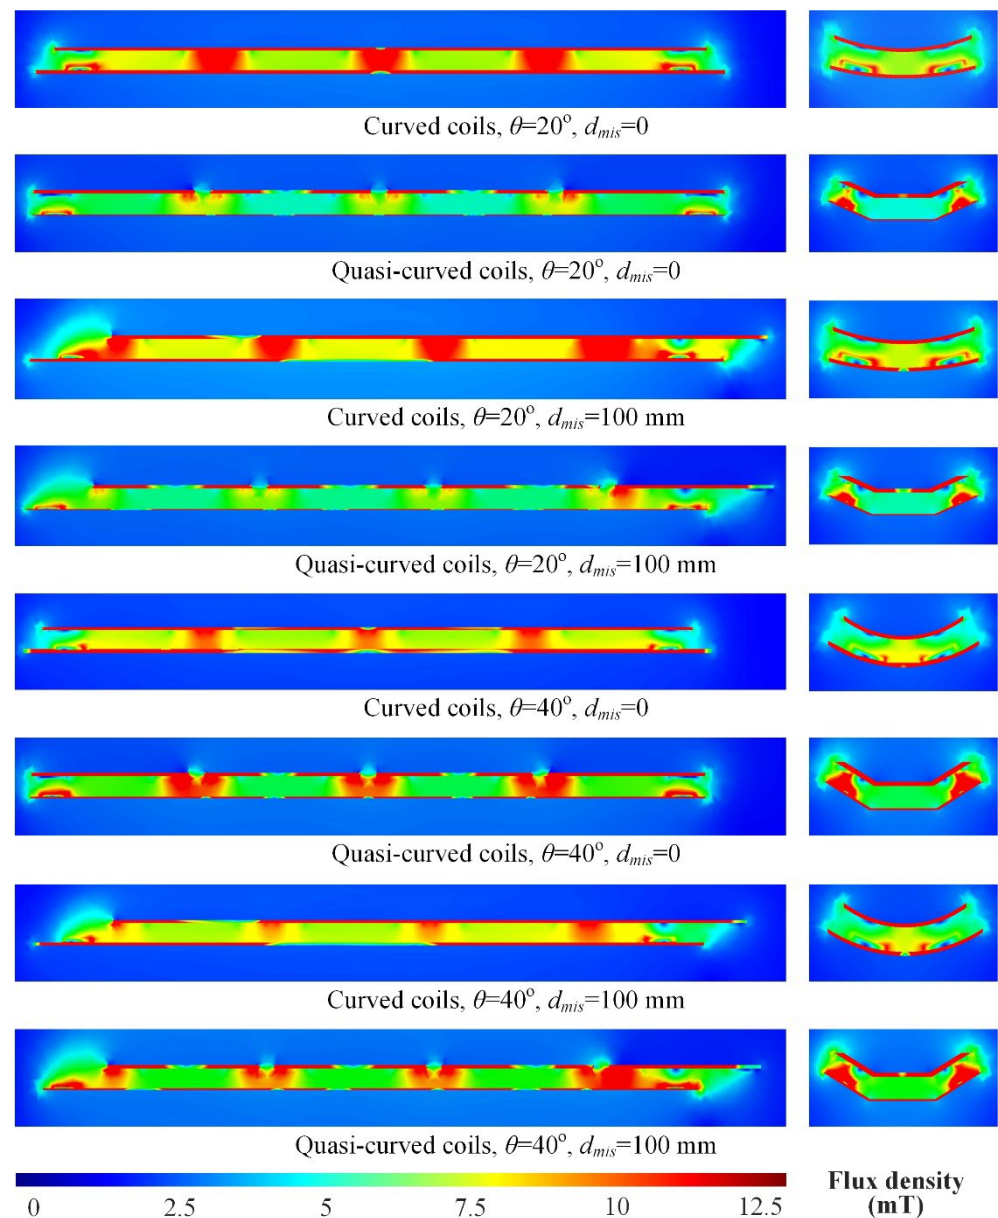 Curved coils, θ=20°, dmis=0
Quasi-curved coils, θ=20°, dmis=0
Curved coils, θ=20°, dmis=100 mm
Quasi-curved coils, θ=20°, dmis=100 mm
Curved coils, θ=40°, dmis=0
Quasi-curved coils, θ=40°, dmis=0
Curved coils, θ=40°, dmis=100 mm
Quasi-curved coils, θ=40°, dmis=100 mm
0 2.5 5 7.5 10 12.5
Flux density
(mT)